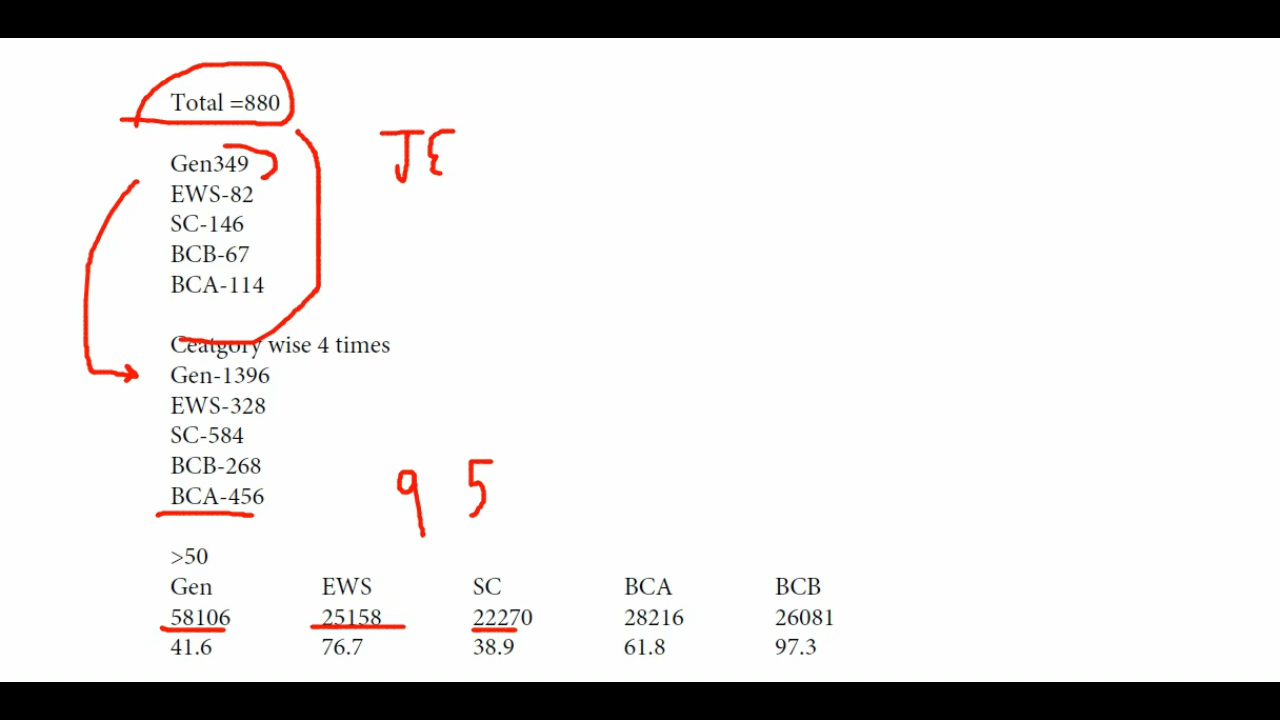 Total =880
JE
Gen349
EWS-82
SC-146
BCB-67
BCA-114
Ceatgory wise 4 times
Gen-1396
EWS-328
SC-584
BCB-268
BCA-456
9 5
>50
Gen EWS SC BCA BCB
58106 25158 22270 28216 26081
41.6 76.7 38.9 61.8 97.3